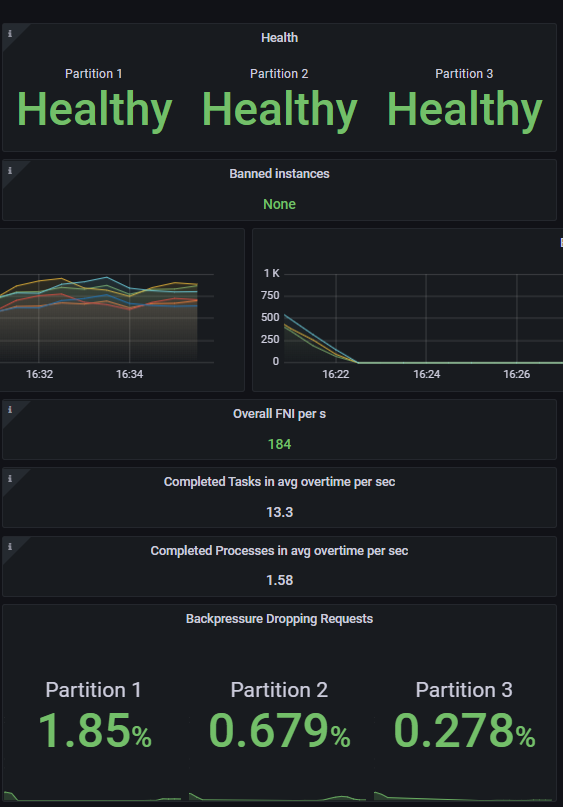 Health
Partition 1 Partition 2 Partition 3
Healthy Healthy Healthy
Banned instances
None
1 K
750
500
250
0
16:32 16:34
16:22 16:24 16:26
Overall FNI per s
184
Completed Tasks in avg overtime per sec
13.3
Completed Processes in avg overtime per sec
1.58
Backpressure Dropping Requests
Partition 1 Partition 2 Partition 3
1.85% 0.679% 0.278%